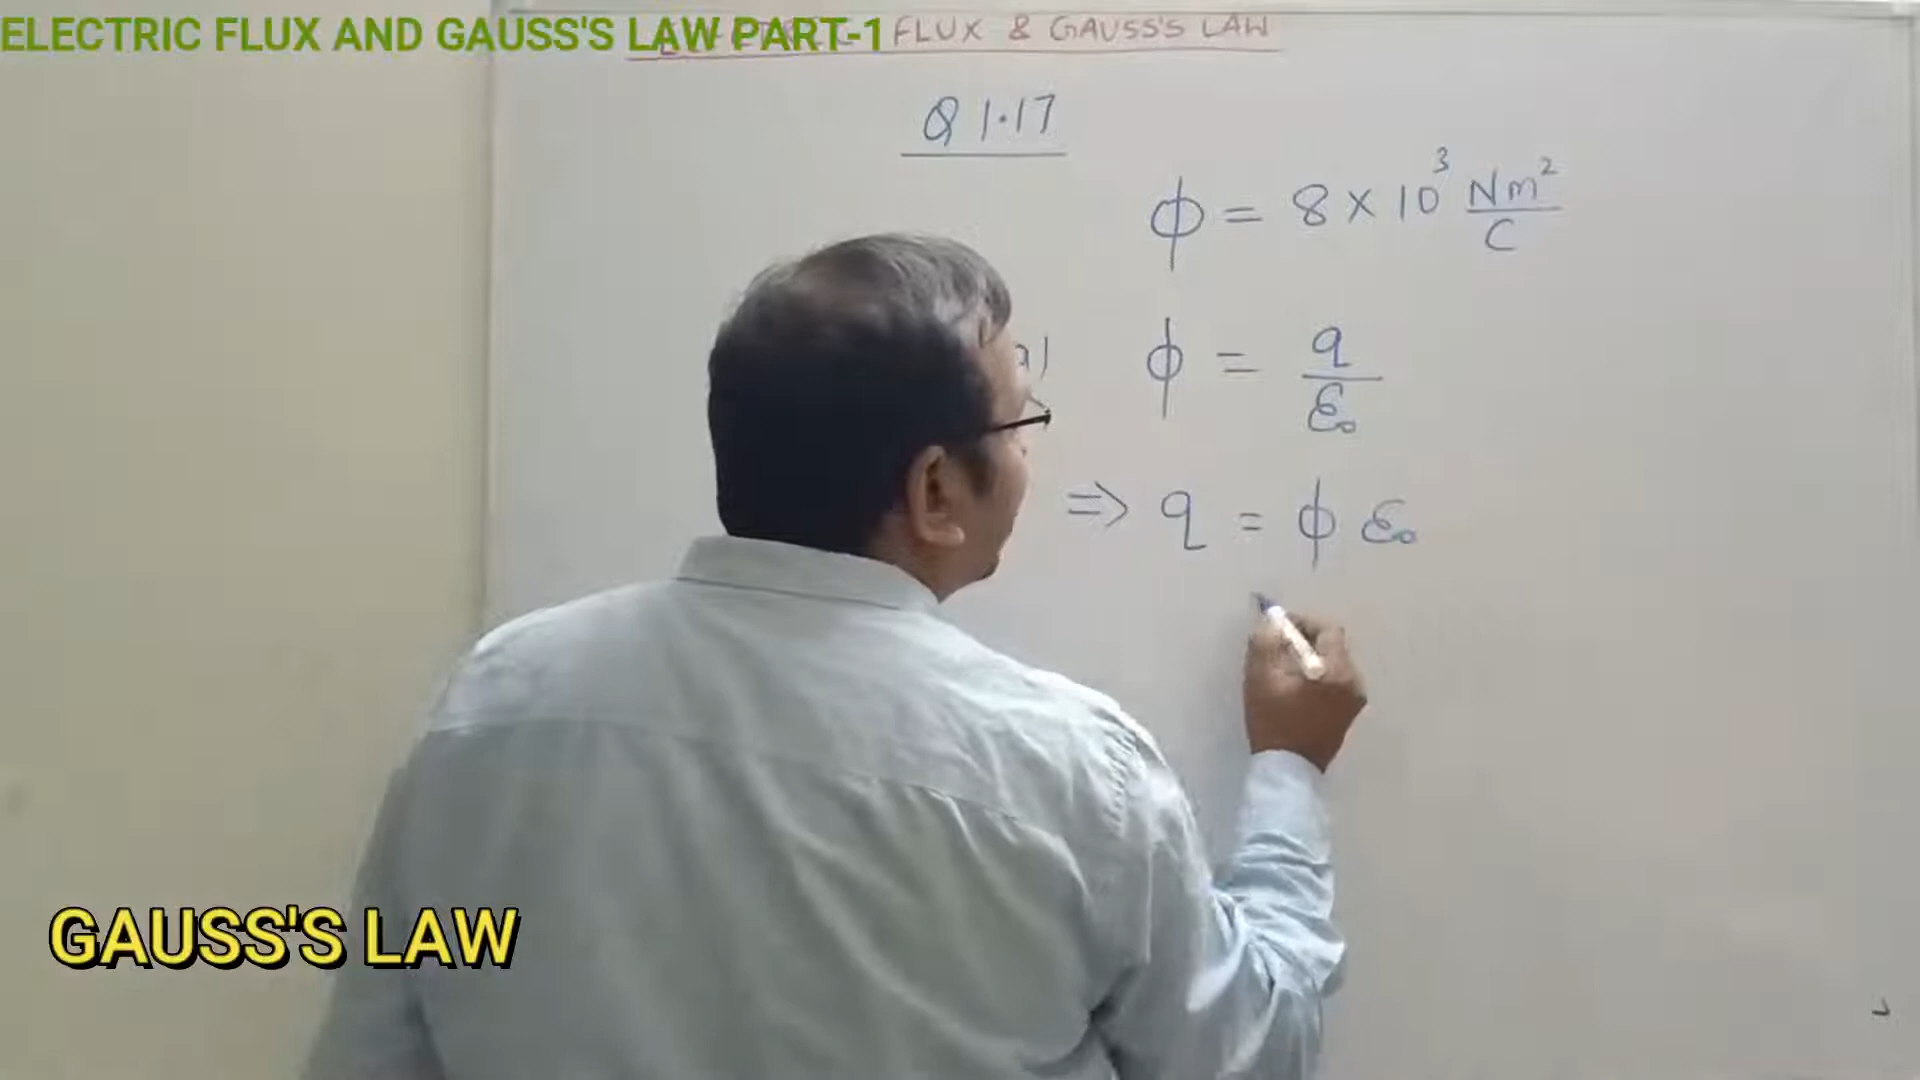 ELECTRIC FLUX AND GAUSS'S LAW PART-1
FLUX & GAUSS'S LAW
Q 1.17
ϕ = 8 × 10³ Nm²/C
a) ϕ = q/ε₀
⇒ q = ϕ ε₀
GAUSS'S LAW